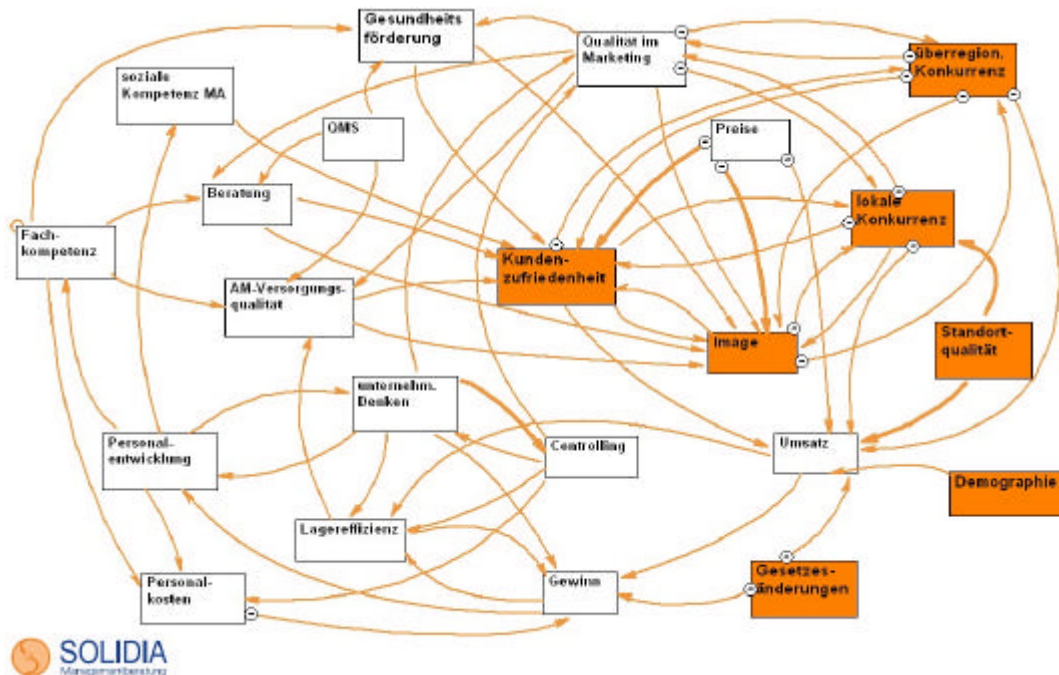 Gesundheits
förderung
Qualität im
Marketing
überregion.
Konkurrenz
soziale
Kompetenz MA
QMS
Preise
Beratung
lokale
Konkurrenz
Fach-
kompetenz
Kunden-
zufriedenheit
AM-Versorgungs-
qualität
Image
Standort-
qualität
unternehm.
Denken
Personal-
entwicklung
Controlling
Umsatz
Demographie
Lagereffizienz
Personal-
kosten
Gewinn
Gesetzes-
änderungen
SOLIDIA
Managementberatung